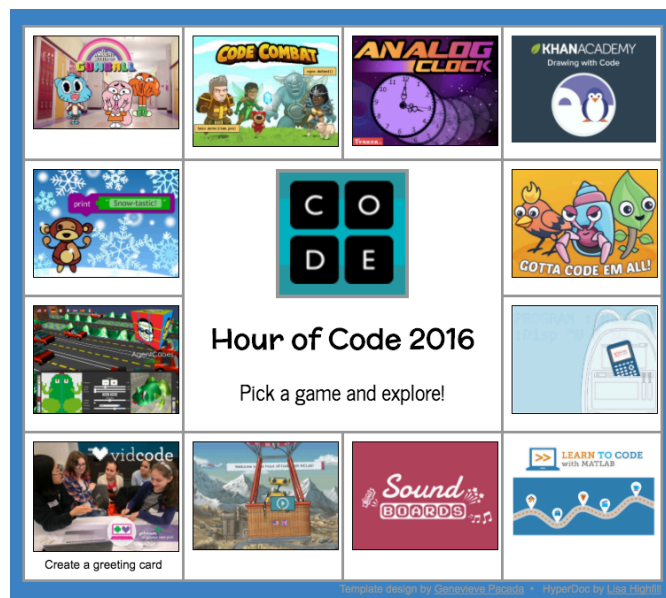 GUMBALL
CODE COMBAT
ANALOG
CLOCK
KHANACADEMY
Drawing with Code
print "Snow-tastic!"
C O
D E
GOTTA CODE EM ALL!
AgentCubes
Hour of Code 2016
Pick a game and explore!
vidcode
Create a greeting card
Sound
BOARDS
>> LEARN TO CODE
with MATLAB
Template design by Genevieve Pacada • HyperDoc by Lisa Highfill